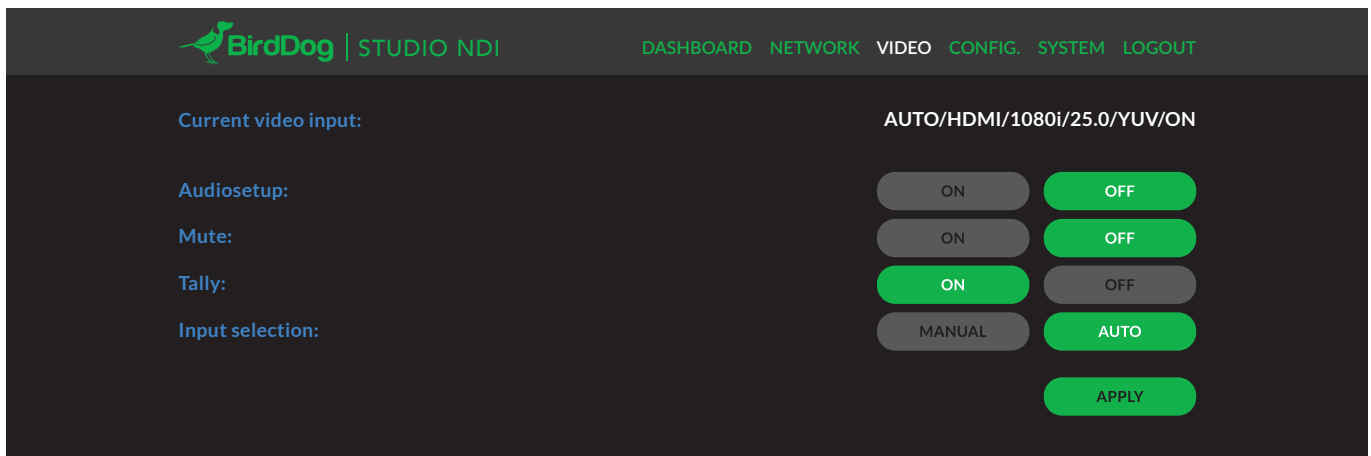 BirdDog | STUDIO NDI DASHBOARD NETWORK VIDEO CONFIG. SYSTEM LOGOUT
Current video input: AUTO/HDMI/1080i/25.0/YUV/ON
Audiosetup: ON OFF
Mute: ON OFF
Tally: ON OFF
Input selection: MANUAL AUTO
APPLY